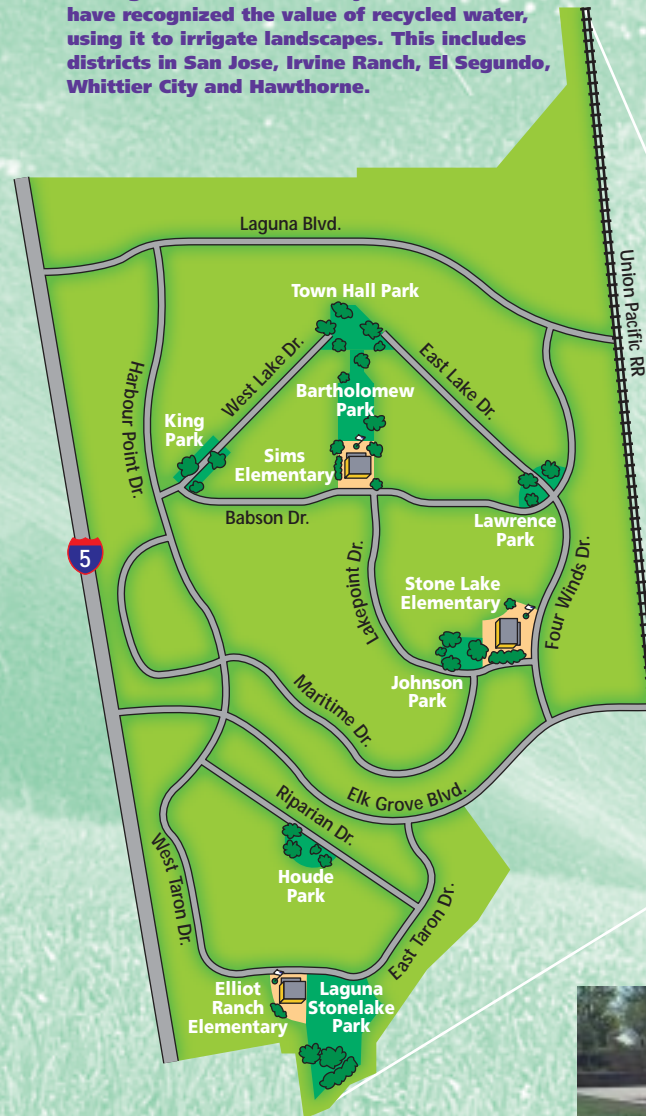 have recognized the value of recycled water,
using it to irrigate landscapes. This includes
districts in San Jose, Irvine Ranch, El Segundo,
Whittier City and Hawthorne.
Laguna Blvd.
Union Pacific RR
Town Hall Park
Harbour Point Dr.
West Lake Dr.
East Lake Dr.
Bartholomew
Park
King
Park
Sims
Elementary
Babson Dr.
Lawrence
Park
5
Lakepoint Dr.
Stone Lake
Elementary
Four Winds Dr.
Johnson
Park
Maritime Dr.
Elk Grove Blvd.
Riparian Dr.
West Taron Dr.
Houde
Park
East Taron Dr.
Elliot
Ranch
Elementary
Laguna
Stonelake
Park